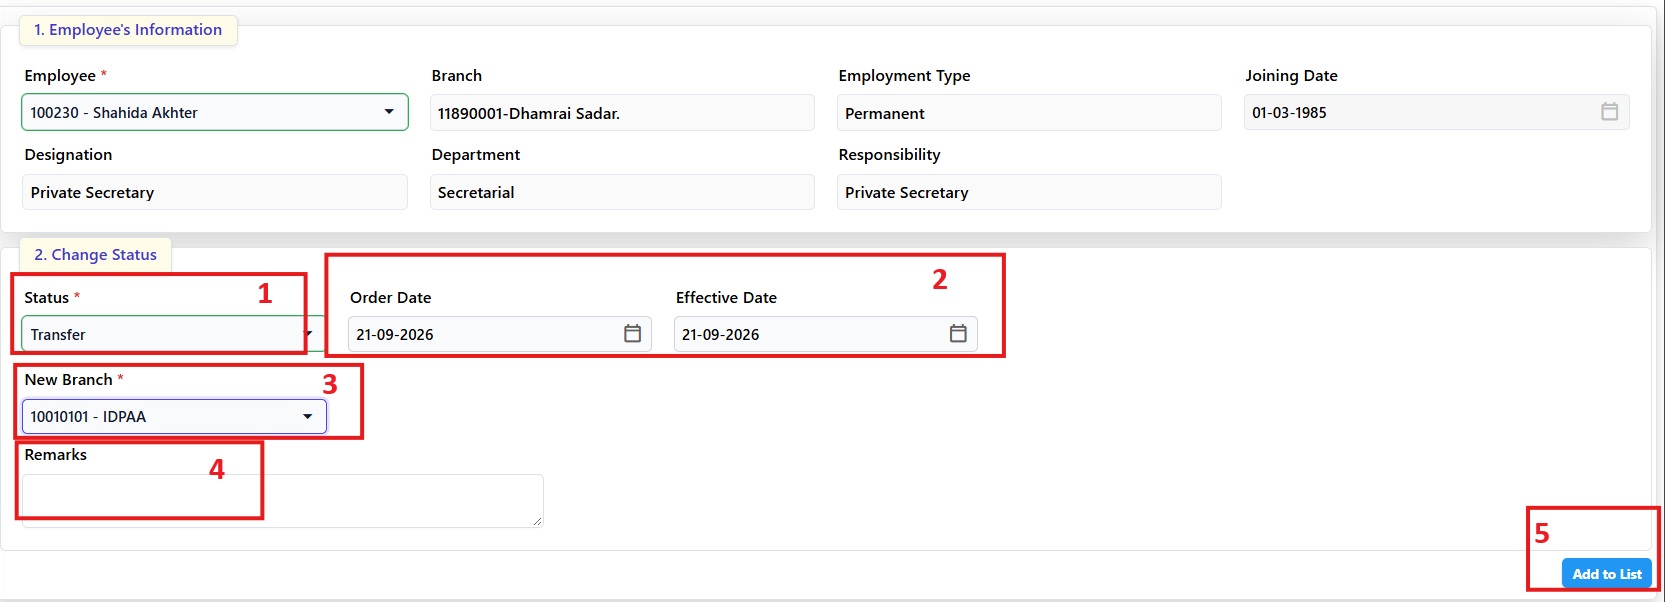 1. Employee's Information
Employee * Branch Employment Type Joining Date
100230 - Shahida Akhter 11890001-Dhamrai Sadar. Permanent 01-03-1985
Designation Department Responsibility
Private Secretary Secretarial Private Secretary
2. Change Status
1 2
Status * Order Date Effective Date
Transfer 21-09-2026 21-09-2026
New Branch * 3
10010101 - IDPAA
Remarks 4
5
Add to List